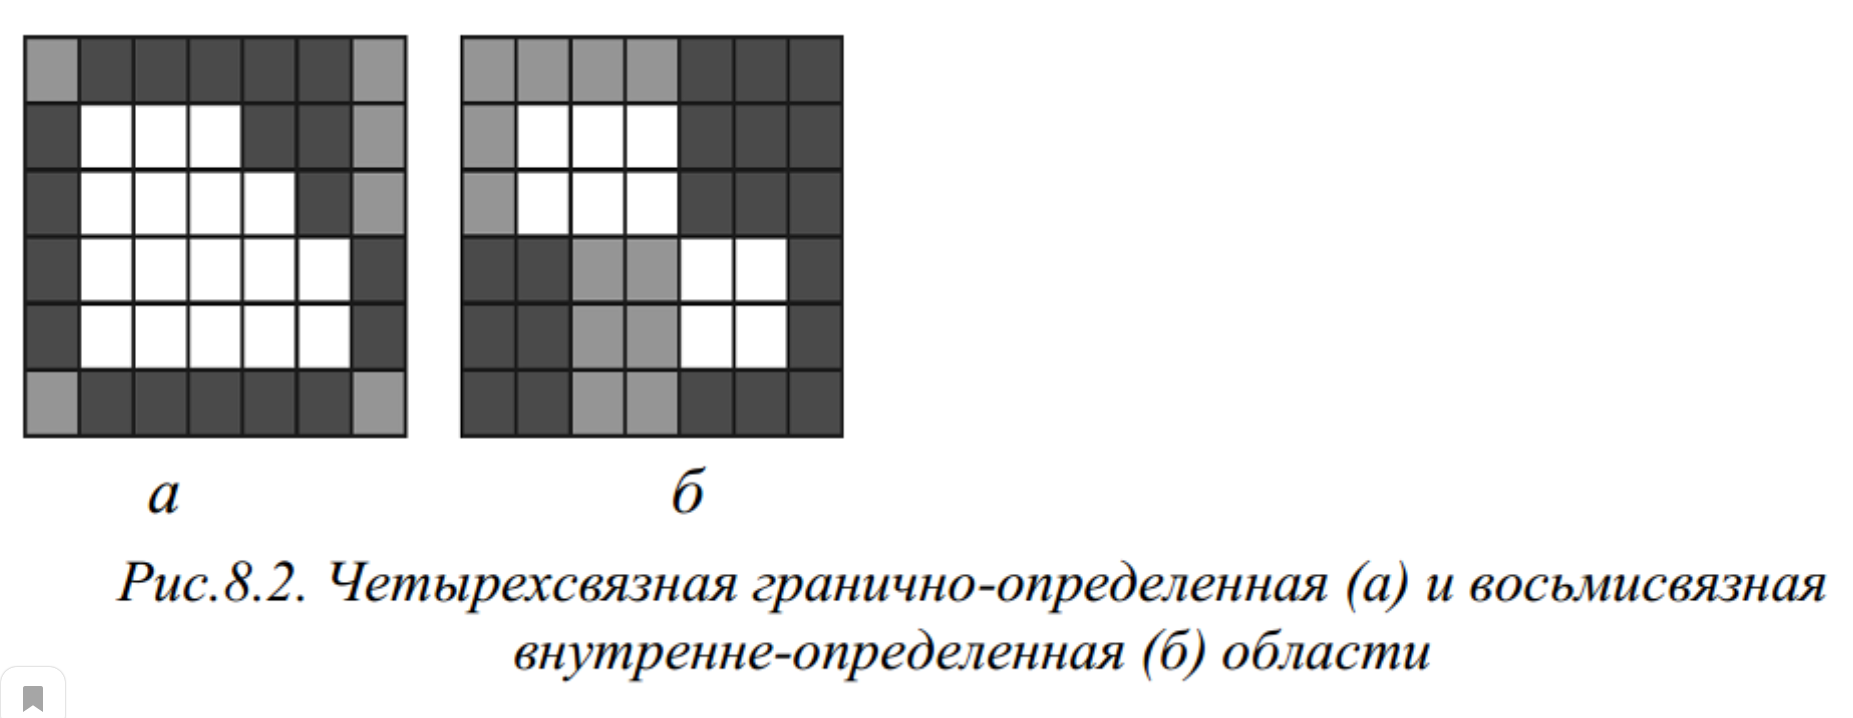 а б
Рис.8.2. Четырехсвязная гранично-определенная (а) и восьмисвязная
внутренне-определенная (б) области